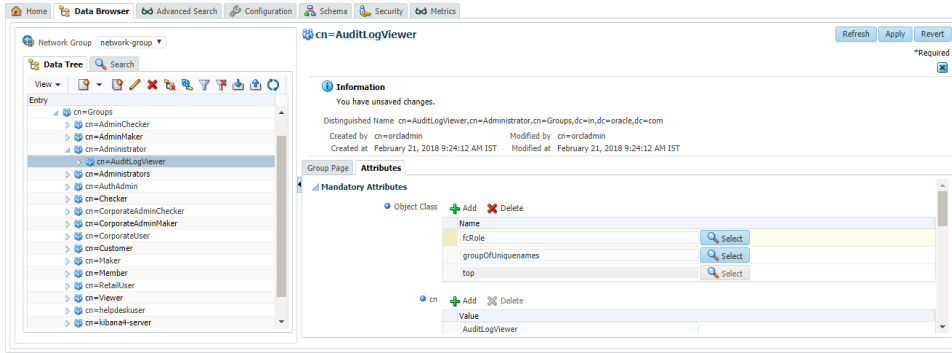 Home Data Browser Advanced Search Configuration Schema Security Metrics
Network Group network-group
Data Tree Search
View
Entry
cn=Groups
cn=AdminChecker
cn=AdminMaker
cn=Administrator
cn=AuditLogViewer
cn=Administrators
cn=AuthAdmin
cn=Checker
cn=CorporateAdminChecker
cn=CorporateAdminMaker
cn=CorporateUser
cn=Customer
cn=Maker
cn=Member
cn=RetailUser
cn=Viewer
cn=helpdeskuser
cn=kibana4-server
cn=AuditLogViewer
Refresh Apply Revert
*Required
Information
You have unsaved changes.
Distinguished Name cn=AuditLogViewer,cn=Administrator,cn=Groups,dc=in,dc=oracle,dc=com
Created by cn=orcladmin Modified by cn=orcladmin
Created at February 21, 2018 9:24:12 AM IST Modified at February 21, 2018 9:24:12 AM IST
Group Page Attributes
Mandatory Attributes
Object Class Add Delete
Name
fcRole Select
groupOfUniquenames Select
top Select
cn Add Delete
Value
AuditLogViewer